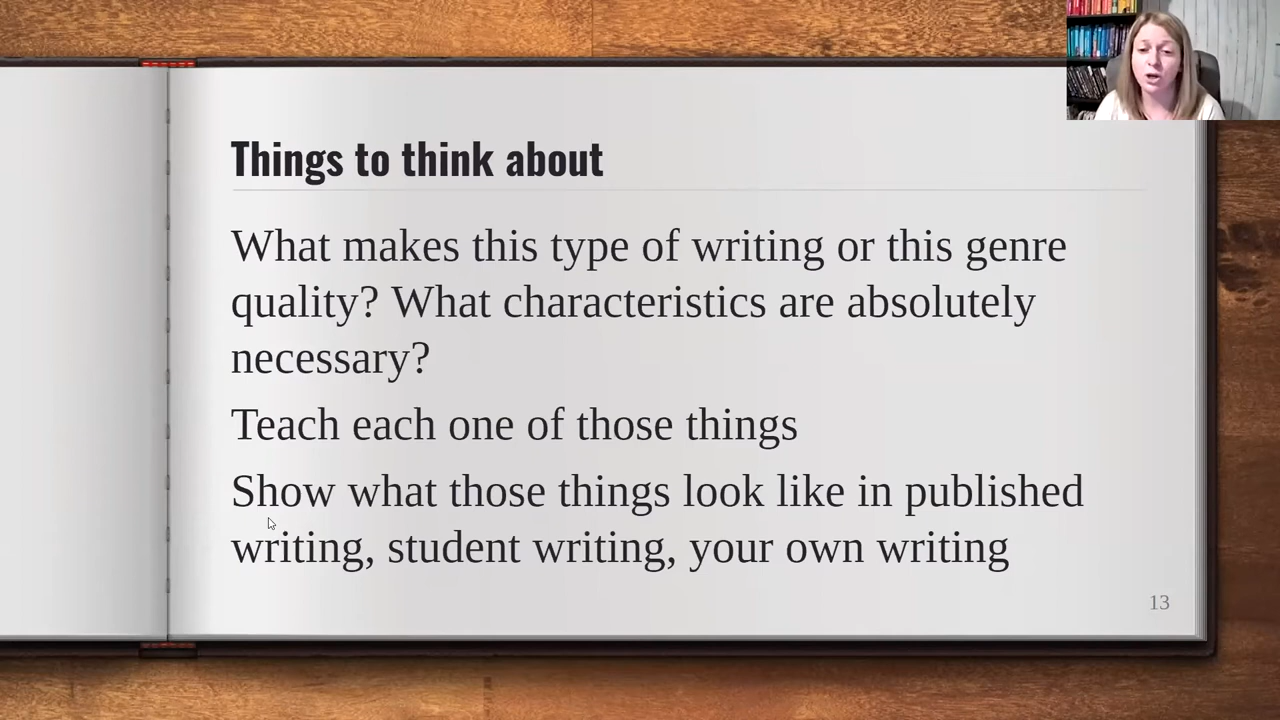 Things to think about
What makes this type of writing or this genre
quality? What characteristics are absolutely
necessary?
Teach each one of those things
Show what those things look like in published
writing, student writing, your own writing
13